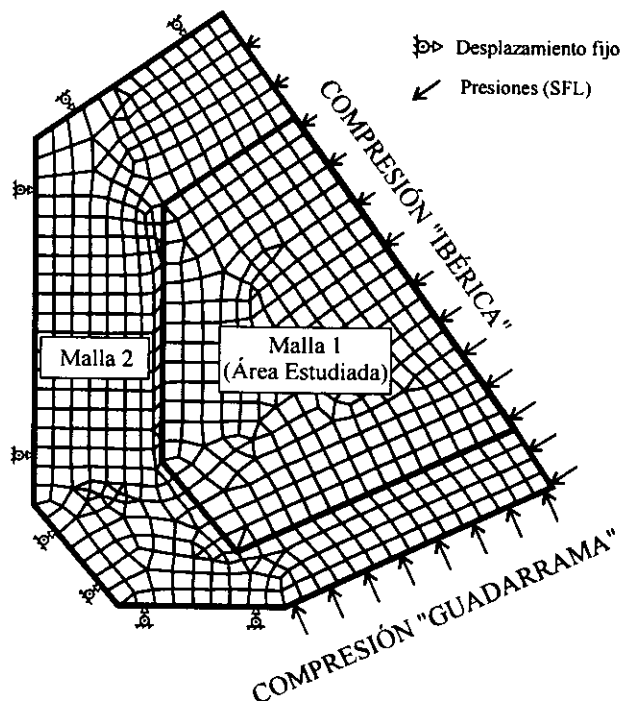 Desplazamiento fijo
Presiones (SFL)
COMPRESIÓN "IBÉRICA"
Malla 2
Malla 1
(Área Estudiada)
COMPRESIÓN "GUADARRAMA"